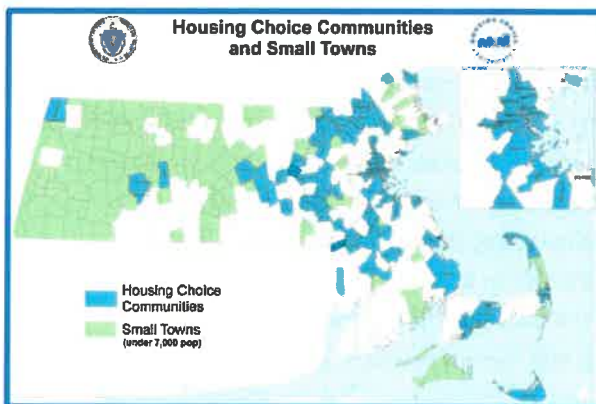 Housing Choice Communities
and Small Towns
Housing Choice
Communities
Small Towns
(under 7,000 pop)